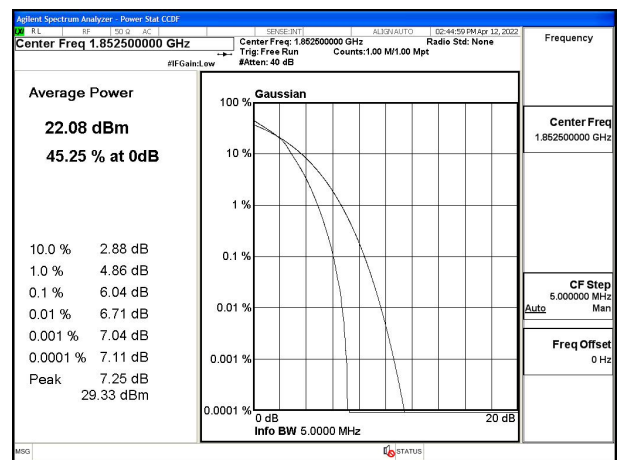 Agilent Spectrum Analyzer - Power Stat CCDF
RL RF 50 Ω AC SENSE:INT ALIGN AUTO 02:44:59 PM Apr 12, 2022
Center Freq 1.852500000 GHz
Center Freq: 1.852500000 GHz Radio Std: None
Trig: Free Run Counts:1.00 M/1.00 Mpt
#IFGain:Low #Atten: 40 dB
Frequency
Average Power
22.08 dBm
45.25 % at 0dB
10.0 % 2.88 dB
1.0 % 4.86 dB
0.1 % 6.04 dB
0.01 % 6.71 dB
0.001 % 7.04 dB
0.0001 % 7.11 dB
Peak 7.25 dB
29.33 dBm
Gaussian
100 %
10 %
1 %
0.1 %
0.01 %
0.001 %
0.0001 %
0 dB 20 dB
Info BW 5.0000 MHz
Center Freq
1.852500000 GHz
CF Step
5.000000 MHz
Auto Man
Freq Offset
0 Hz
MSG STATUS